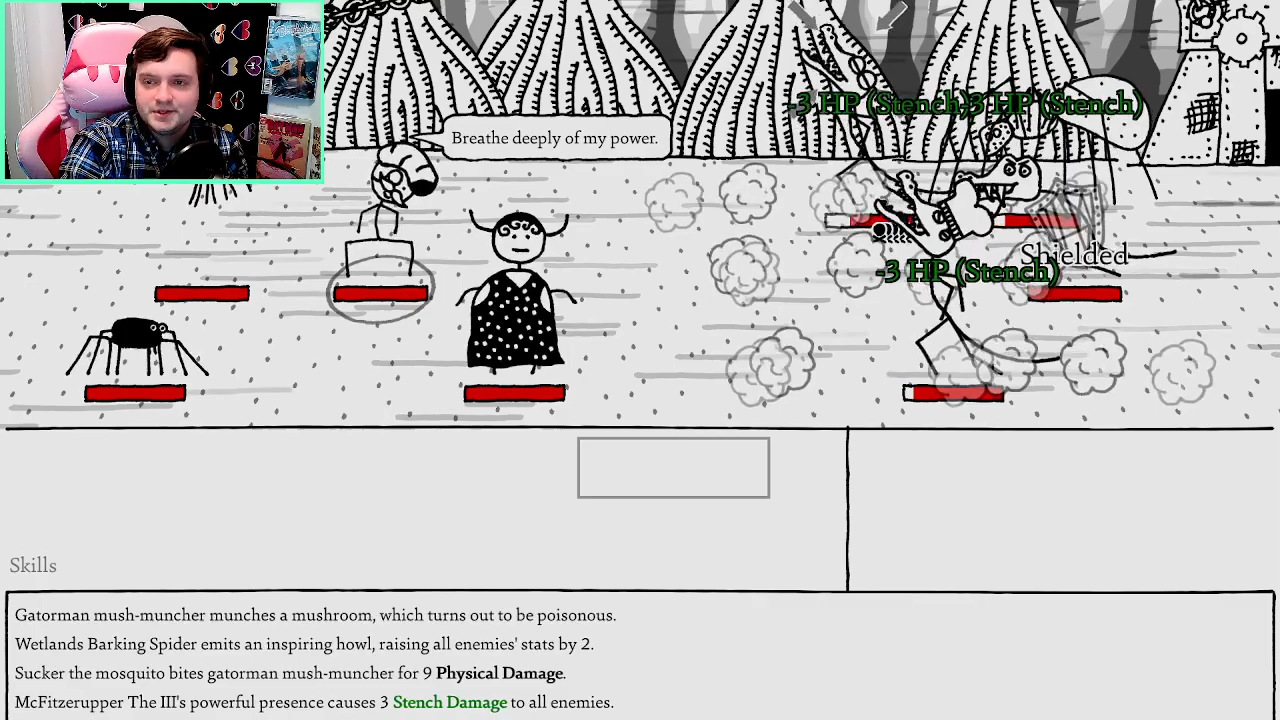 -3 HP (Stench)
-3 HP (Stench)
Breathe deeply of my power.
Shielded
-3 HP (Stench)
Skills
Gatorman mush-muncher munches a mushroom, which turns out to be poisonous.
Wetlands Barking Spider emits an inspiring howl, raising all enemies' stats by 2.
Sucker the mosquito bites gatorman mush-muncher for 9 Physical Damage.
McFitzerupper The III's powerful presence causes 3 Stench Damage to all enemies.